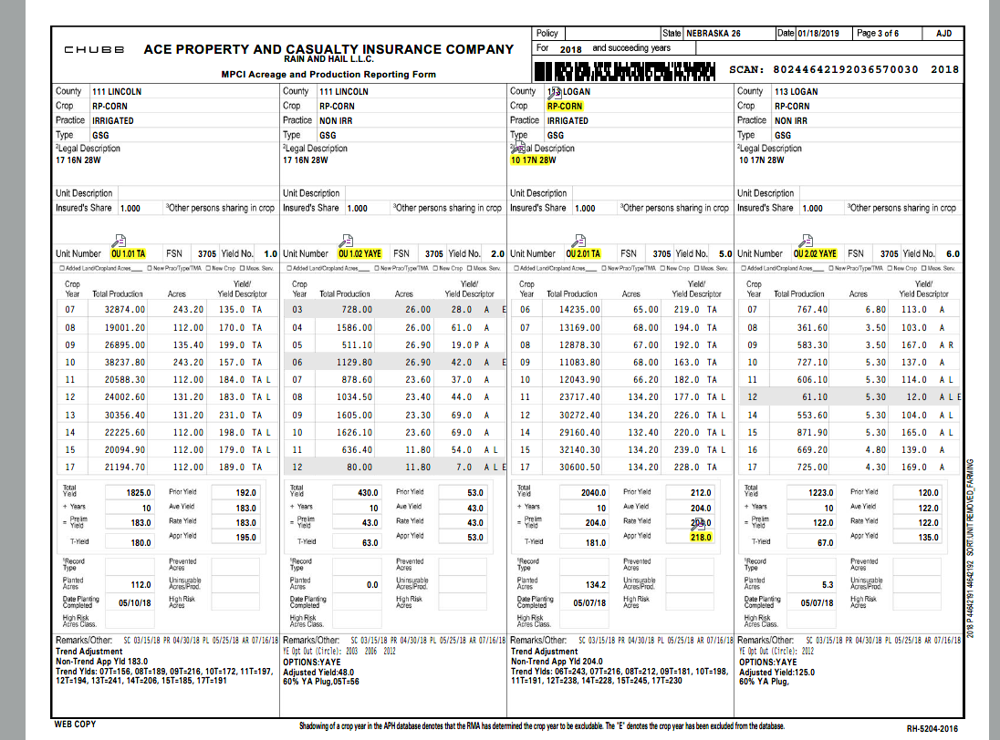 CHUBB
ACE PROPERTY AND CASUALTY INSURANCE COMPANY
RAIN AND HAIL L.L.C.
MPCI Acreage and Production Reporting Form
Policy State NEBRASKA 26 Date 01/18/2019 Page 3 of 6 AJD
For 2018 and succeeding years
SCAN: 80244642192036570030 2018
County 111 LINCOLN
Crop RP-CORN
Practice IRRIGATED
Type GSG
2Legal Description
17 16N 28W
Unit Description
Insured's Share 1.000 3Other persons sharing in crop
Unit Number OU 1.01 TA FSN 3705 Yield No. 1.0
Added Land/Cropland Acres____ New Prac/Type/TMA New Crop Meas. Serv.
Crop Year Total Production Acres Yield/ Yield Descriptor
07 32874.00 243.20 135.0 TA
08 19001.20 112.00 170.0 TA
09 26895.00 135.40 199.0 TA
10 38237.80 243.20 157.0 TA
11 20588.30 112.00 184.0 TA L
12 24002.60 131.20 183.0 TA L
13 30356.40 131.20 231.0 TA
14 22225.60 112.00 198.0 TA L
15 20094.90 112.00 179.0 TA L
17 21194.70 112.00 189.0 TA
Total Yield 1825.0 Prior Yield 192.0
+ Years 10 Ave Yield 183.0
= Prelim Yield 183.0 Rate Yield 183.0
T-Yield 180.0 Appr Yield 195.0
1Record Type Prevented Acres
Planted Acres 112.0 Uninsurable Acres/Prod.
Date Planting Completed 05/10/18 High Risk Acres
High Risk Acres Class.
Remarks/Other: SC 03/15/18 PR 04/30/18 PL 05/25/18 AR 07/16/18
Trend Adjustment
Non-Trend App Yld 183.0
Trend Ylds: 07T=156, 08T=189, 09T=216, 10T=172, 11T=197,
12T=194, 13T=241, 14T=206, 15T=185, 17T=191
County 111 LINCOLN
Crop RP-CORN
Practice NON IRR
Type GSG
2Legal Description
17 16N 28W
Unit Description
Insured's Share 1.000 3Other persons sharing in crop
Unit Number OU 1.02 YAYE FSN 3705 Yield No. 2.0
Added Land/Cropland Acres____ New Prac/Type/TMA New Crop Meas. Serv.
Crop Year Total Production Acres Yield/ Yield Descriptor
03 728.00 26.00 28.0 A E
04 1586.00 26.00 61.0 A
05 511.10 26.90 19.0 P A
06 1129.80 26.90 42.0 A E
07 878.60 23.60 37.0 A
08 1034.50 23.40 44.0 A
09 1605.00 23.30 69.0 A
10 1626.10 23.60 69.0 A
11 636.40 11.80 54.0 A L
12 80.00 11.80 7.0 A L E
Total Yield 430.0 Prior Yield 53.0
+ Years 10 Ave Yield 43.0
= Prelim Yield 43.0 Rate Yield 43.0
T-Yield 63.0 Appr Yield 53.0
1Record Type Prevented Acres
Planted Acres 0.0 Uninsurable Acres/Prod.
Date Planting Completed High Risk Acres
High Risk Acres Class.
Remarks/Other: SC 03/15/18 PR 04/30/18 PL 05/25/18 AR 07/16/18
YE Opt Out (Circle): 2003 2006 2012
OPTIONS:YAYE
Adjusted Yield:48.0
60% YA Plug,05T=56
County 113 LOGAN
Crop RP-CORN
Practice IRRIGATED
Type GSG
2Legal Description
10 17N 28W
Unit Description
Insured's Share 1.000 3Other persons sharing in crop
Unit Number OU 2.01 TA FSN 3705 Yield No. 5.0
Added Land/Cropland Acres____ New Prac/Type/TMA New Crop Meas. Serv.
Crop Year Total Production Acres Yield/ Yield Descriptor
06 14235.00 65.00 219.0 TA
07 13169.00 68.00 194.0 TA
08 12878.30 67.00 192.0 TA
09 11083.80 68.00 163.0 TA
10 12043.90 66.20 182.0 TA
11 23717.40 134.20 177.0 TA L
12 30272.40 134.20 226.0 TA L
14 29160.40 132.40 220.0 TA L
15 32140.30 134.20 239.0 TA L
17 30600.50 134.20 228.0 TA
Total Yield 2040.0 Prior Yield 212.0
+ Years 10 Ave Yield 204.0
= Prelim Yield 204.0 Rate Yield
T-Yield 181.0 Appr Yield 218.0
1Record Type Prevented Acres
Planted Acres 134.2 Uninsurable Acres/Prod.
Date Planting Completed 05/07/18 High Risk Acres
High Risk Acres Class.
Remarks/Other: SC 03/15/18 PR 04/30/18 PL 05/25/18 AR 07/16/18
Trend Adjustment
Non-Trend App Yld 204.0
Trend Ylds: 06T=243, 07T=216, 08T=212, 09T=181, 10T=198,
11T=191, 12T=238, 14T=228, 15T=245, 17T=230
County 113 LOGAN
Crop RP-CORN
Practice NON IRR
Type GSG
2Legal Description
10 17N 28W
Unit Description
Insured's Share 1.000 3Other persons sharing in crop
Unit Number OU 2.02 YAYE FSN 3705 Yield No. 6.0
Added Land/Cropland Acres____ New Prac/Type/TMA New Crop Meas. Serv.
Crop Year Total Production Acres Yield/ Yield Descriptor
07 767.40 6.80 113.0 A
08 361.60 3.50 103.0 A
09 583.30 3.50 167.0 A R
10 727.10 5.30 137.0 A
11 606.10 5.30 114.0 A L
12 61.10 5.30 12.0 A L E
14 553.60 5.30 104.0 A L
15 871.90 5.30 165.0 A L
16 669.20 4.80 139.0 A
17 725.00 4.30 169.0 A
Total Yield 1223.0 Prior Yield 120.0
+ Years 10 Ave Yield 122.0
= Prelim Yield 122.0 Rate Yield 122.0
T-Yield 67.0 Appr Yield 135.0
1Record Type Prevented Acres
Planted Acres 5.3 Uninsurable Acres/Prod.
Date Planting Completed 05/07/18 High Risk Acres
High Risk Acres Class.
Remarks/Other: SC 03/15/18 PR 04/30/18 PL 05/25/18 AR 07/16/18
YE Opt Out (Circle): 2012
OPTIONS:YAYE
Adjusted Yield:125.0
60% YA Plug,
2018 P 44642191 44642192 SORT:UNIT REMOVED_FARMING
WEB COPY
Shadowing of a crop year in the APH database denotes that the RMA has determined the crop year to be excludable. The "E" denotes the crop year has been excluded from the database.
RH-5204-2016